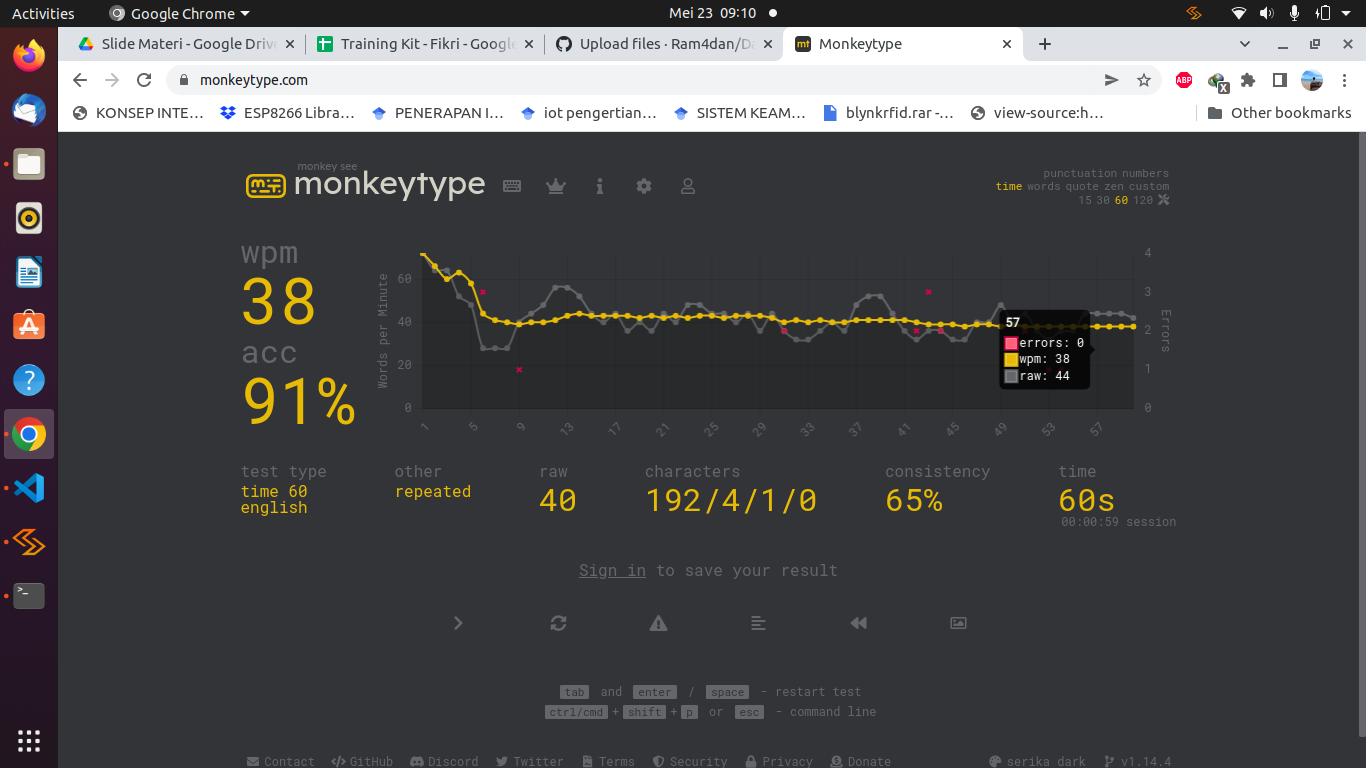 Activities
Google Chrome
Mei 23 09:10
Slide Materi - Google Drive
Training Kit - Fikri - Google
Upload files · Ram4dan/Da
Monkeytype
monkeytype.com
ABP
KONSEP INTE…
ESP8266 Libra…
PENERAPAN I…
iot pengertian…
SISTEM KEAM…
blynkrfid.rar -…
view-source:h…
Other bookmarks
monkey see
monkeytype
punctuation numbers
time words quote zen custom
15 30 60 120
wpm
38
acc
91%
Words per Minute
60
40
20
0
4
3
2
1
0
Errors
57
errors: 0
wpm: 38
raw: 44
1 5 9 13 17 21 25 29 33 37 41 45 49 53 57
test type
time 60
english
other
repeated
raw
40
characters
192/4/1/0
consistency
65%
time
60s
00:00:59 session
Sign in to save your result
tab and enter / space - restart test
ctrl/cmd + shift + p or esc - command line
Contact GitHub Discord Twitter Terms Security Privacy Donate
serika dark v1.14.4